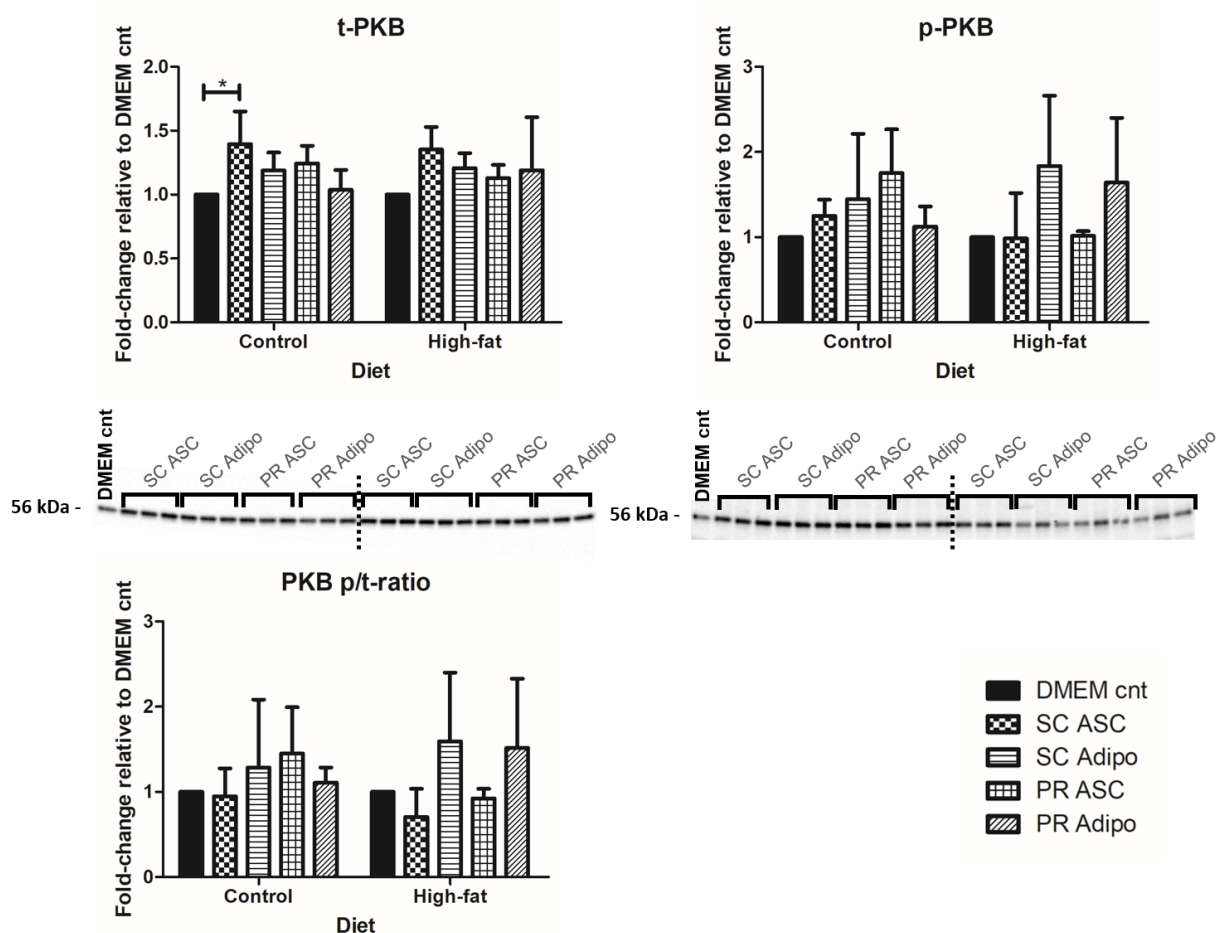 t-PKB
Fold-change relative to DMEM cnt
2.0
1.5
1.0
0.5
0.0
*
Control
High-fat
Diet
p-PKB
Fold-change relative to DMEM cnt
3
2
1
0
Control
High-fat
Diet
DMEM cnt
SC ASC
SC Adipo
PR ASC
PR Adipo
SC ASC
SC Adipo
PR ASC
PR Adipo
56 kDa -
DMEM cnt
SC ASC
SC Adipo
PR ASC
PR Adipo
SC ASC
SC Adipo
PR ASC
PR Adipo
56 kDa -
PKB p/t-ratio
Fold-change relative to DMEM cnt
3
2
1
0
Control
High-fat
Diet
DMEM cnt
SC ASC
SC Adipo
PR ASC
PR Adipo